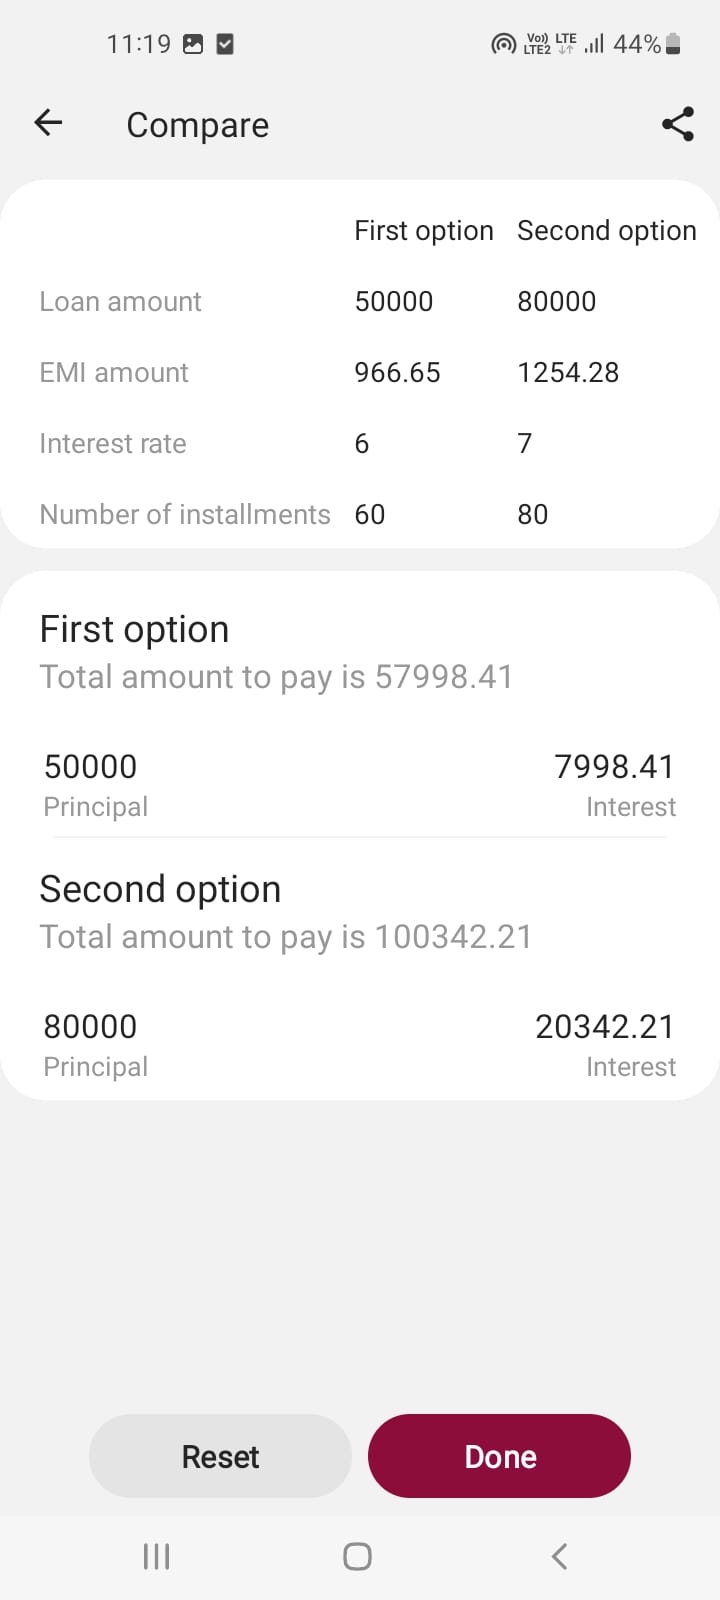 11:19 Vo)) LTE LTE2 44%
Compare
First option Second option
Loan amount 50000 80000
EMI amount 966.65 1254.28
Interest rate 6 7
Number of installments 60 80
First option
Total amount to pay is 57998.41
50000 7998.41
Principal Interest
Second option
Total amount to pay is 100342.21
80000 20342.21
Principal Interest
Reset Done